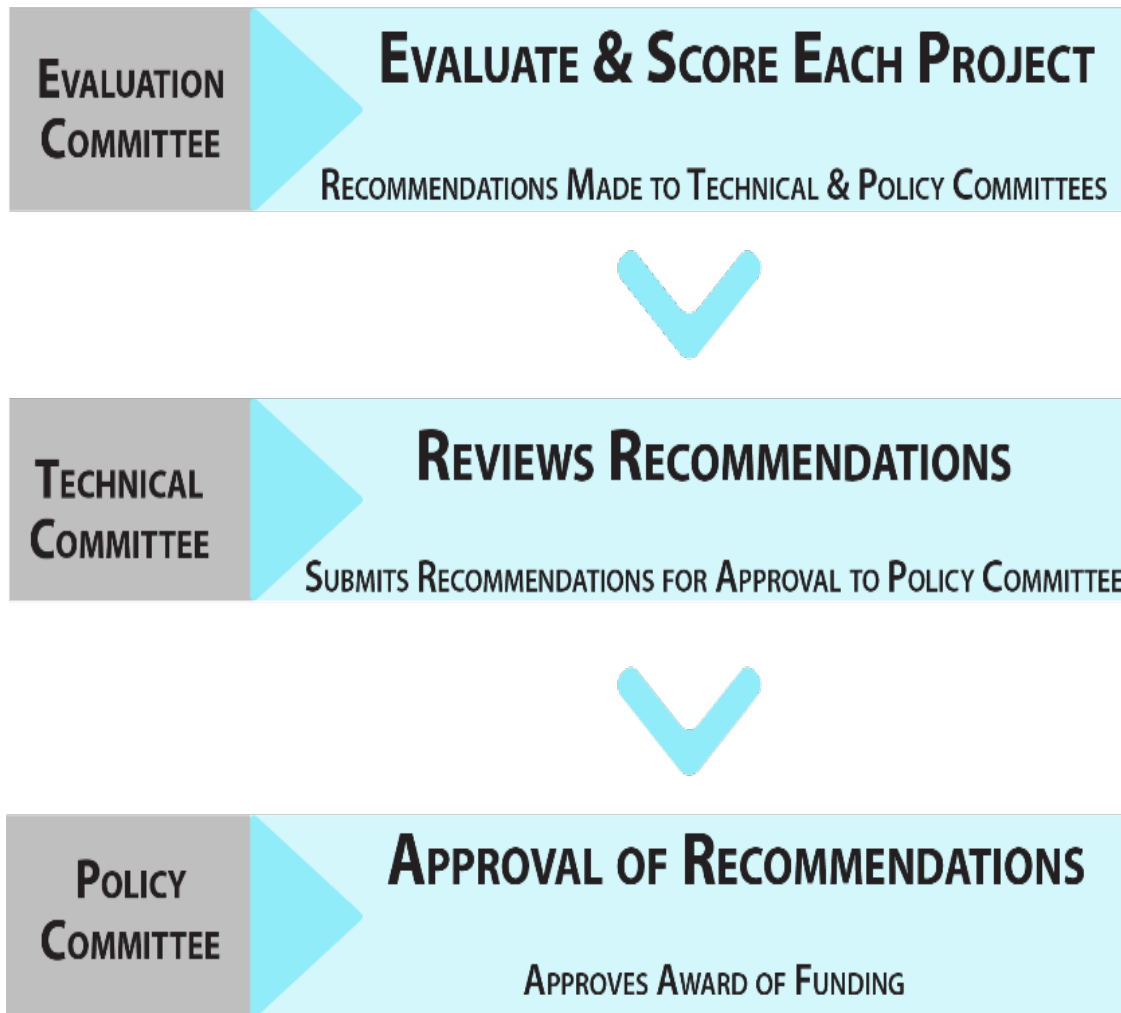 Evaluation
Committee
Evaluate & Score Each Project
Recommendations Made to Technical & Policy Committees
Technical
Committee
Reviews Recommendations
Submits Recommendations for Approval to Policy Committee
Policy
Committee
Approval of Recommendations
Approves Award of Funding